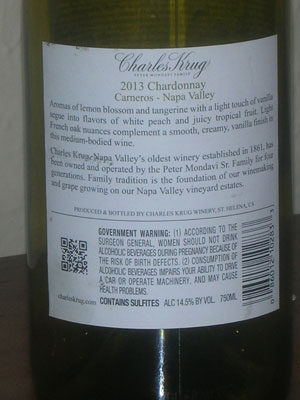 Charles Krug
PETER MONDAVI FAMILY
2013 Chardonnay
Carneros - Napa Valley
Aromas of lemon blossom and tangerine with a light touch of vanilla
segue into flavors of white peach and juicy tropical fruit. Light
French oak nuances complement a smooth, creamy, vanilla finish in
this medium-bodied wine.
Charles Krug, Napa Valley's oldest winery established in 1861, has
been owned and operated by the Peter Mondavi Sr. Family for four
generations. Family tradition is the foundation of our winemaking
and grape growing on our Napa Valley vineyard estates.
PRODUCED & BOTTLED BY CHARLES KRUG WINERY, ST. HELENA, CA
GOVERNMENT WARNING: (1) ACCORDING TO THE
SURGEON GENERAL, WOMEN SHOULD NOT DRINK
ALCOHOLIC BEVERAGES DURING PREGNANCY BECAUSE OF
THE RISK OF BIRTH DEFECTS. (2) CONSUMPTION OF
ALCOHOLIC BEVERAGES IMPAIRS YOUR ABILITY TO DRIVE
A CAR OR OPERATE MACHINERY, AND MAY CAUSE
HEALTH PROBLEMS.
charleskrug.com
CONTAINS SULFITES
ALC 14.5% BY VOL. 750ML